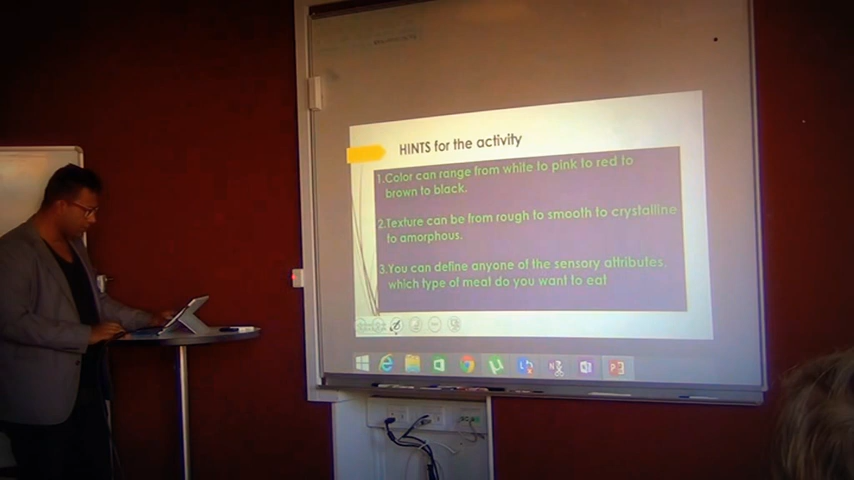 HINTS for the activity
1.Color can range from white to pink to red to
brown to black.
2.Texture can be from rough to smooth to crystalline
to amorphous.
3.You can define anyone of the sensory attributes.
which type of meat do you want to eat